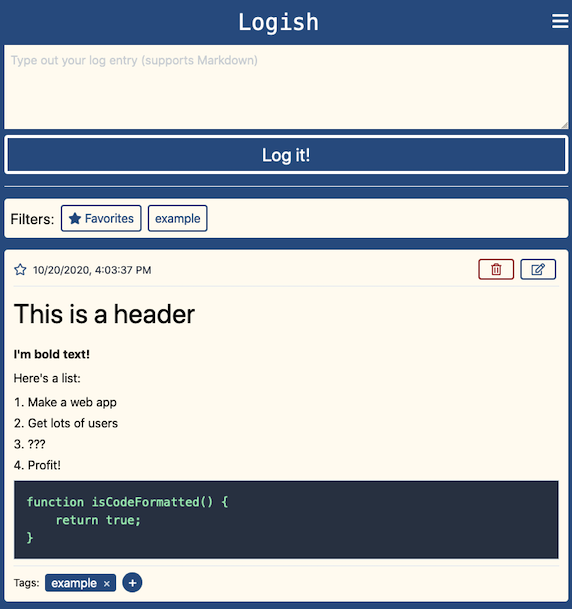 Logish
Type out your log entry (supports Markdown)
Log it!
Filters: Favorites example
10/20/2020, 4:03:37 PM
This is a header
I'm bold text!
Here's a list:
1. Make a web app
2. Get lots of users
3. ???
4. Profit!
function isCodeFormatted() {
    return true;
}
Tags: example × +